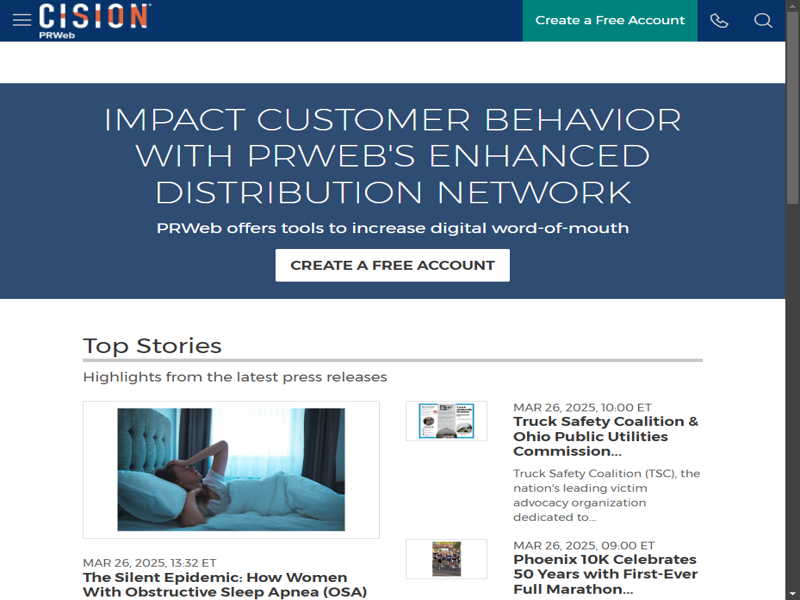 CISION
PRWeb
Create a Free Account
IMPACT CUSTOMER BEHAVIOR
WITH PRWEB'S ENHANCED
DISTRIBUTION NETWORK
PRWeb offers tools to increase digital word-of-mouth
CREATE A FREE ACCOUNT
Top Stories
Highlights from the latest press releases
MAR 26, 2025, 13:32 ET
The Silent Epidemic: How Women
With Obstructive Sleep Apnea (OSA)
MAR 26, 2025, 10:00 ET
Truck Safety Coalition &
Ohio Public Utilities
Commission...
Truck Safety Coalition (TSC), the
nation's leading victim
advocacy organization
dedicated to...
MAR 26, 2025, 09:00 ET
Phoenix 10K Celebrates
50 Years with First-Ever
Full Marathon...